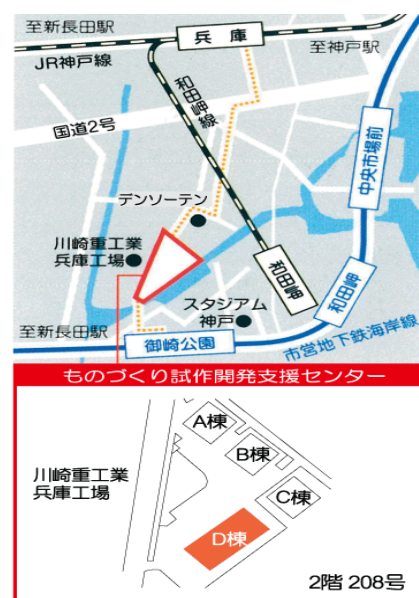 至新長田駅
兵庫
至神戸駅
JR神戸線
和田岬線
国道2号
中央市場前
デンソーテン
川崎重工業
兵庫工場
和田岬
和田岬
スタジアム
神戸
至新長田駅
御崎公園
市営地下鉄海岸線
ものづくり試作開発支援センター
A棟
B棟
川崎重工業
兵庫工場
C棟
D棟
2階 208号